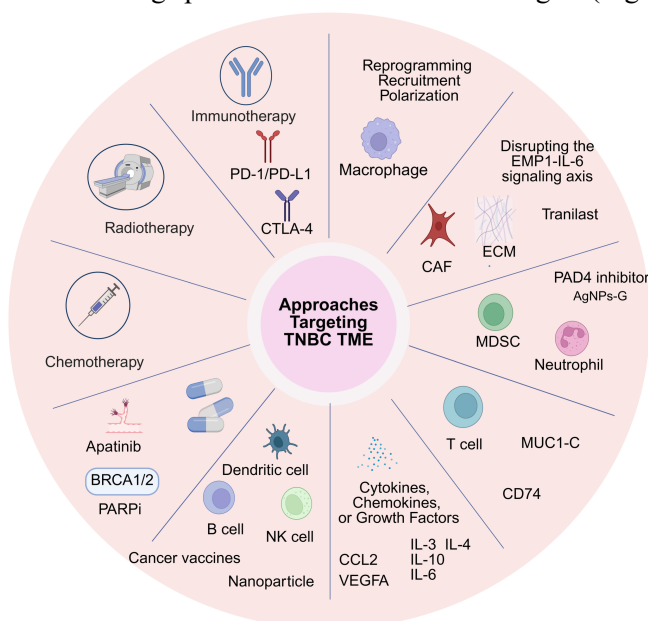 Immunotherapy
PD-1/PD-L1
CTLA-4
Reprogramming
Recruitment
Polarization
Macrophage
Disrupting the
EMP1-IL-6
signaling axis
Tranilast
CAF
ECM
PAD4 inhibitor
AgNPs-G
MDSC
Neutrophil
T cell
MUC1-C
CD74
Cytokines,
Chemokines,
or Growth Factors
CCL2
VEGFA
IL-3 IL-4
IL-10
IL-6
Dendritic cell
B cell
NK cell
Cancer vaccines
Nanoparticle
Apatinib
BRCA1/2
PARPi
Chemotherapy
Radiotherapy
Approaches
Targeting
TNBC TME